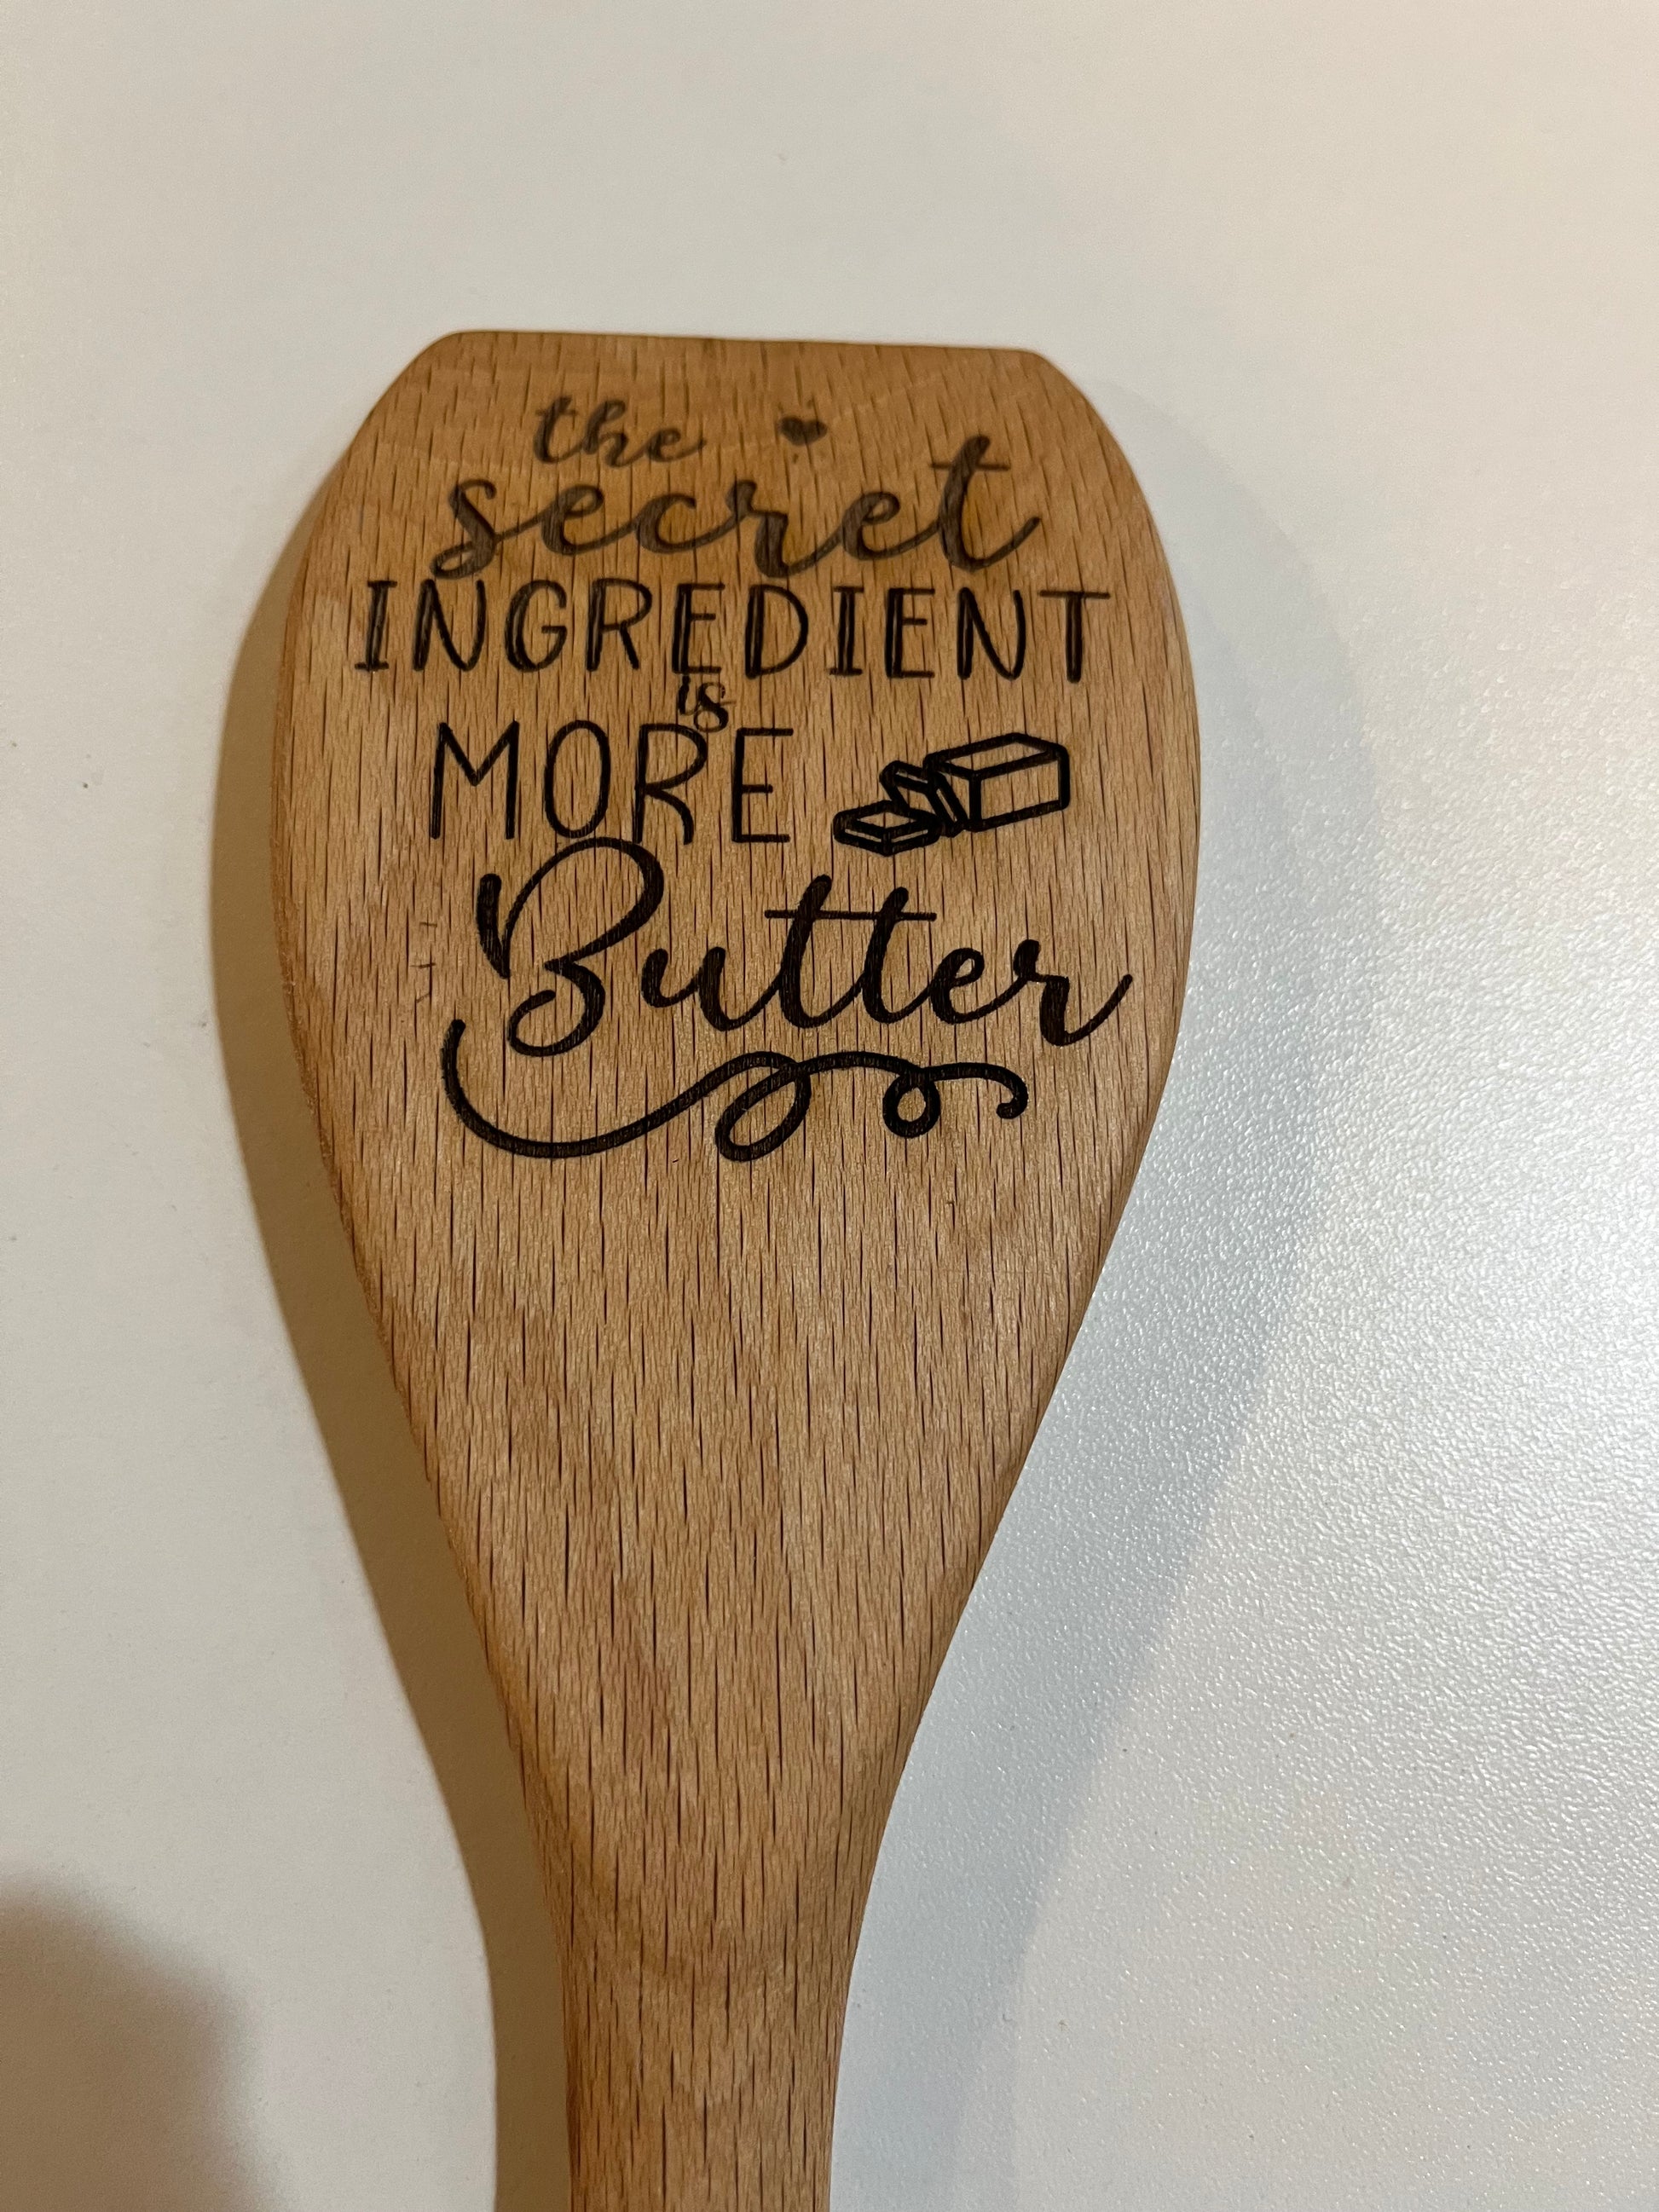 the
secret
INGREDIENT
is
MORE
Butter